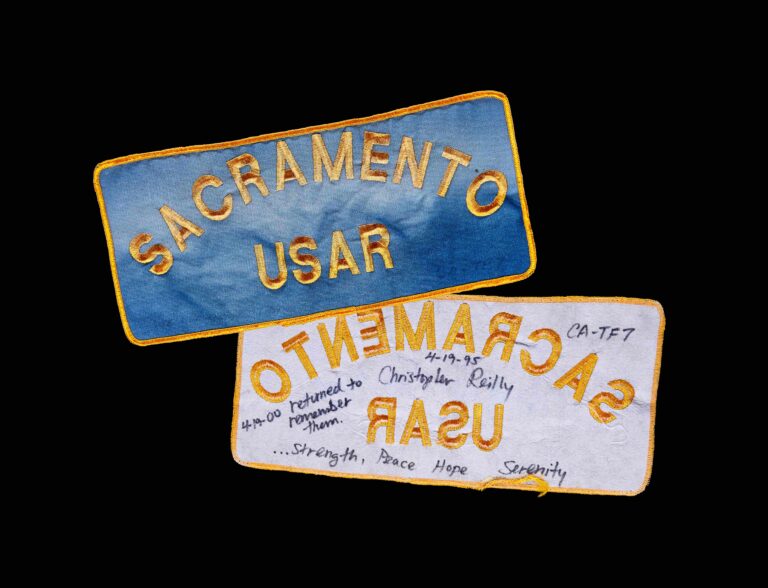 SACRAMENTO
USAR
SACRAMENTO
CA-TF7
4-19-95
Christopher Reilly
4-19-00 returned to
remember
them.
USAR
...Strength, Peace Hope Serenity